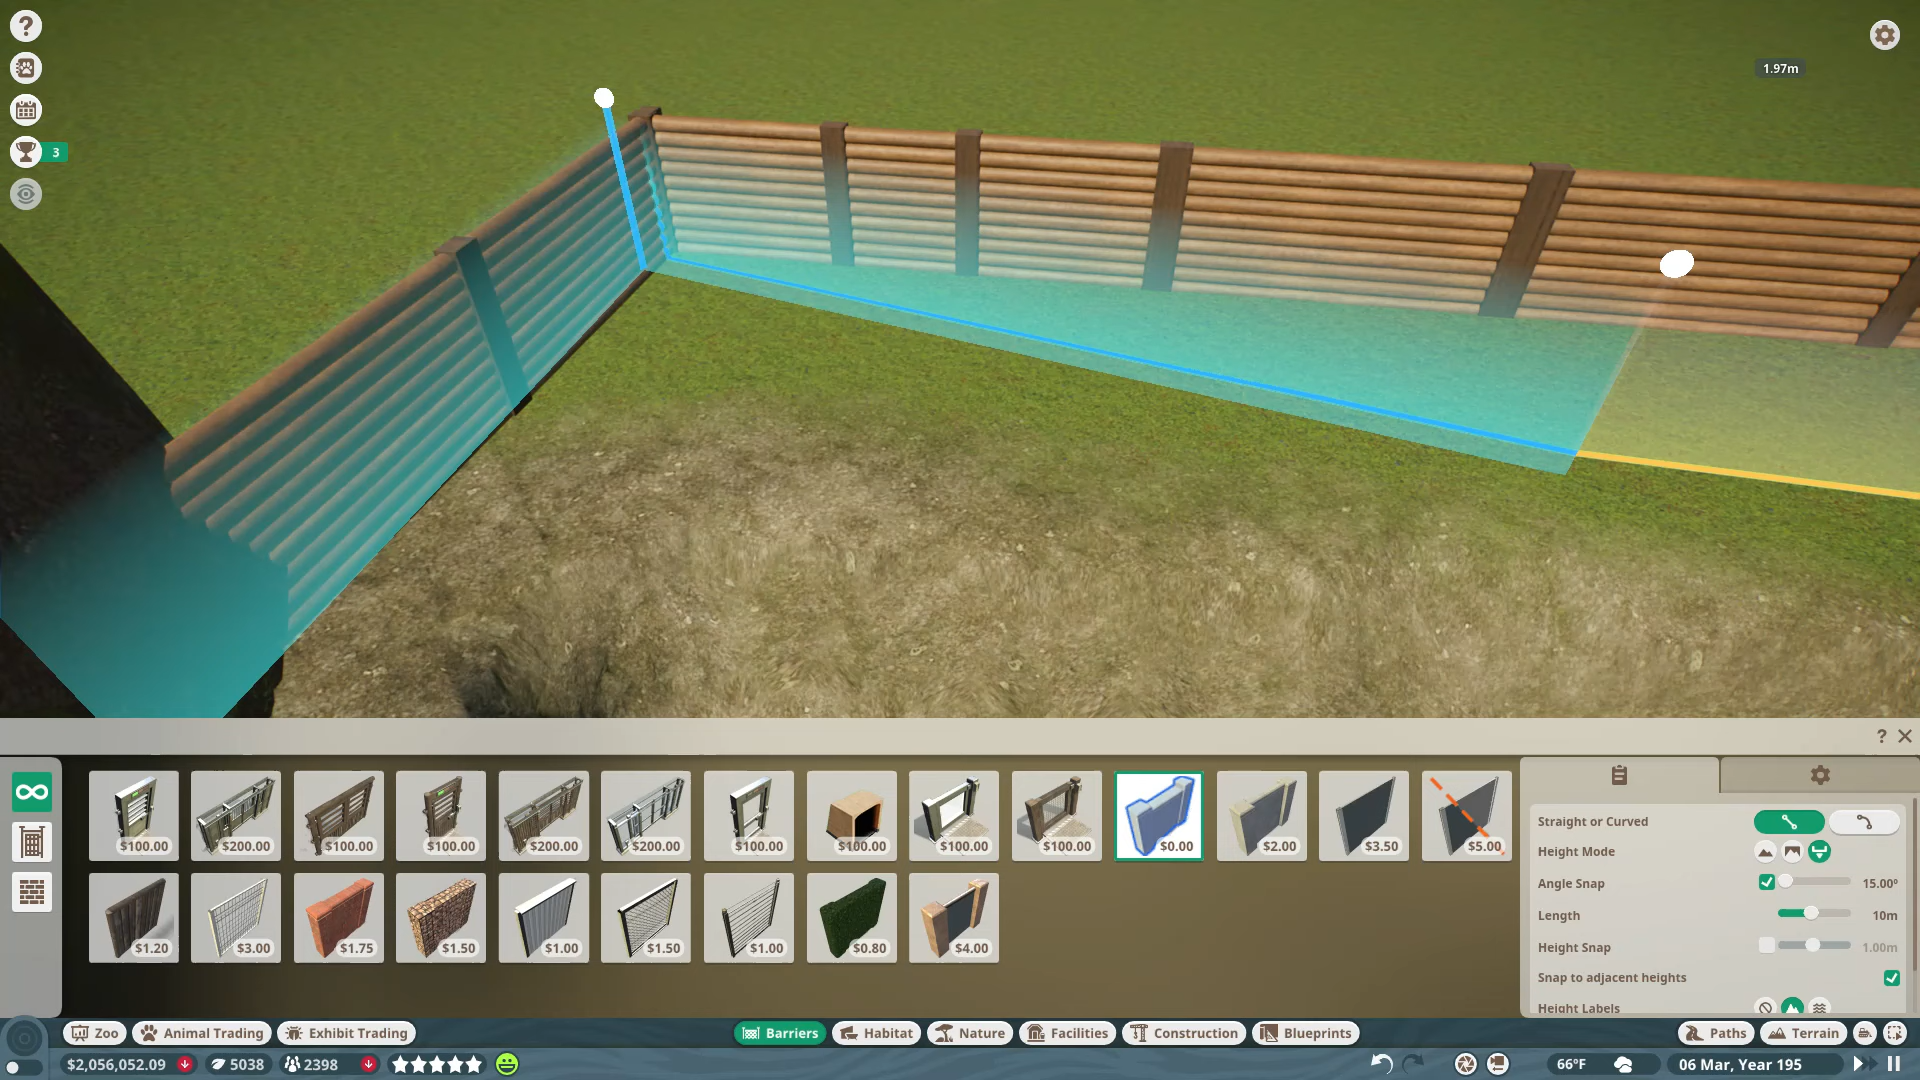 ?
1.97m
3
?
$100.00
$200.00
$100.00
$100.00
$200.00
$200.00
$100.00
$100.00
$100.00
$100.00
$0.00
$2.00
$3.50
$5.00
$1.20
$3.00
$1.75
$1.50
$1.00
$1.50
$1.00
$0.80
$4.00
Straight or Curved
Height Mode
Angle Snap 15.00°
Length 10m
Height Snap 1.00m
Snap to adjacent heights
Height Labels
Zoo Animal Trading Exhibit Trading Barriers Habitat Nature Facilities Construction Blueprints Paths Terrain
$2,056,052.09 5038 2398 66°F 06 Mar, Year 195